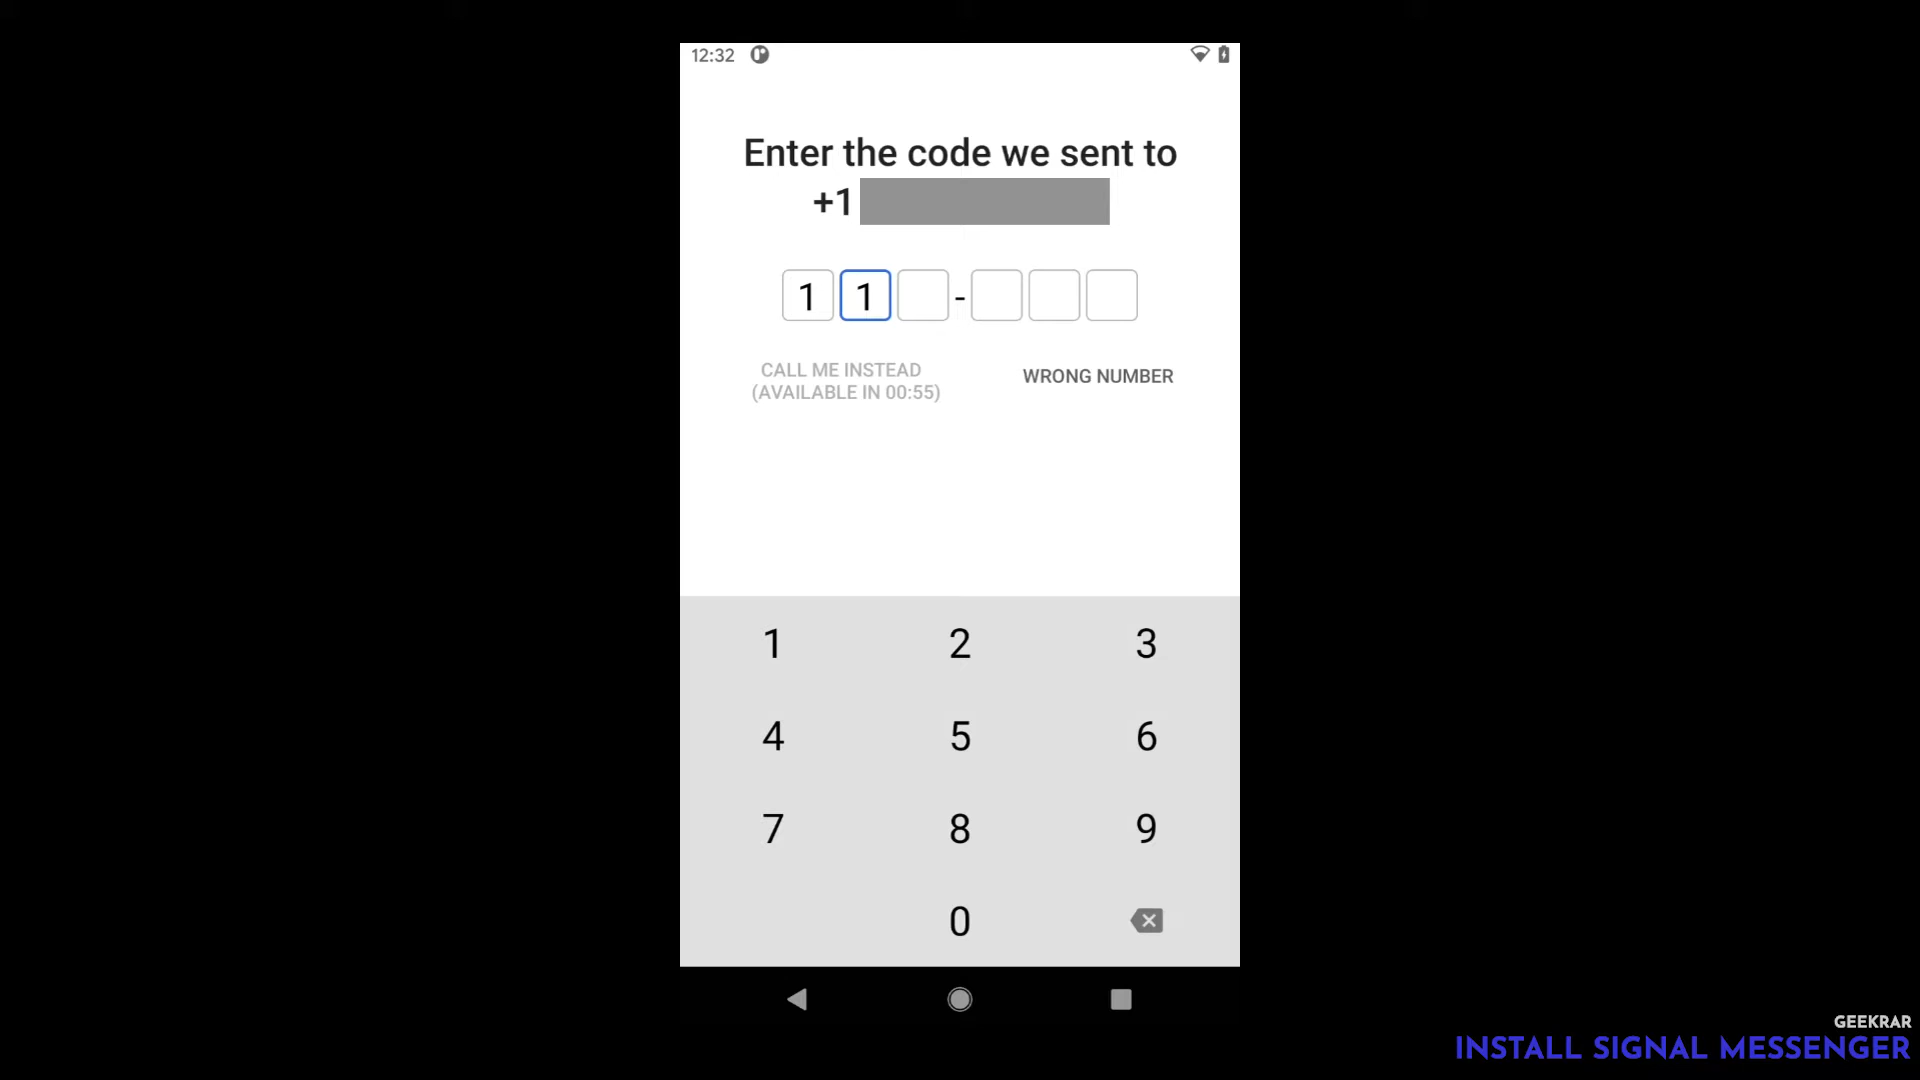 12:32
Enter the code we sent to
+1
1 1 -
CALL ME INSTEAD
(AVAILABLE IN 00:55)
WRONG NUMBER
1 2 3
4 5 6
7 8 9
0
GEEKRAR
INSTALL SIGNAL MESSENGER